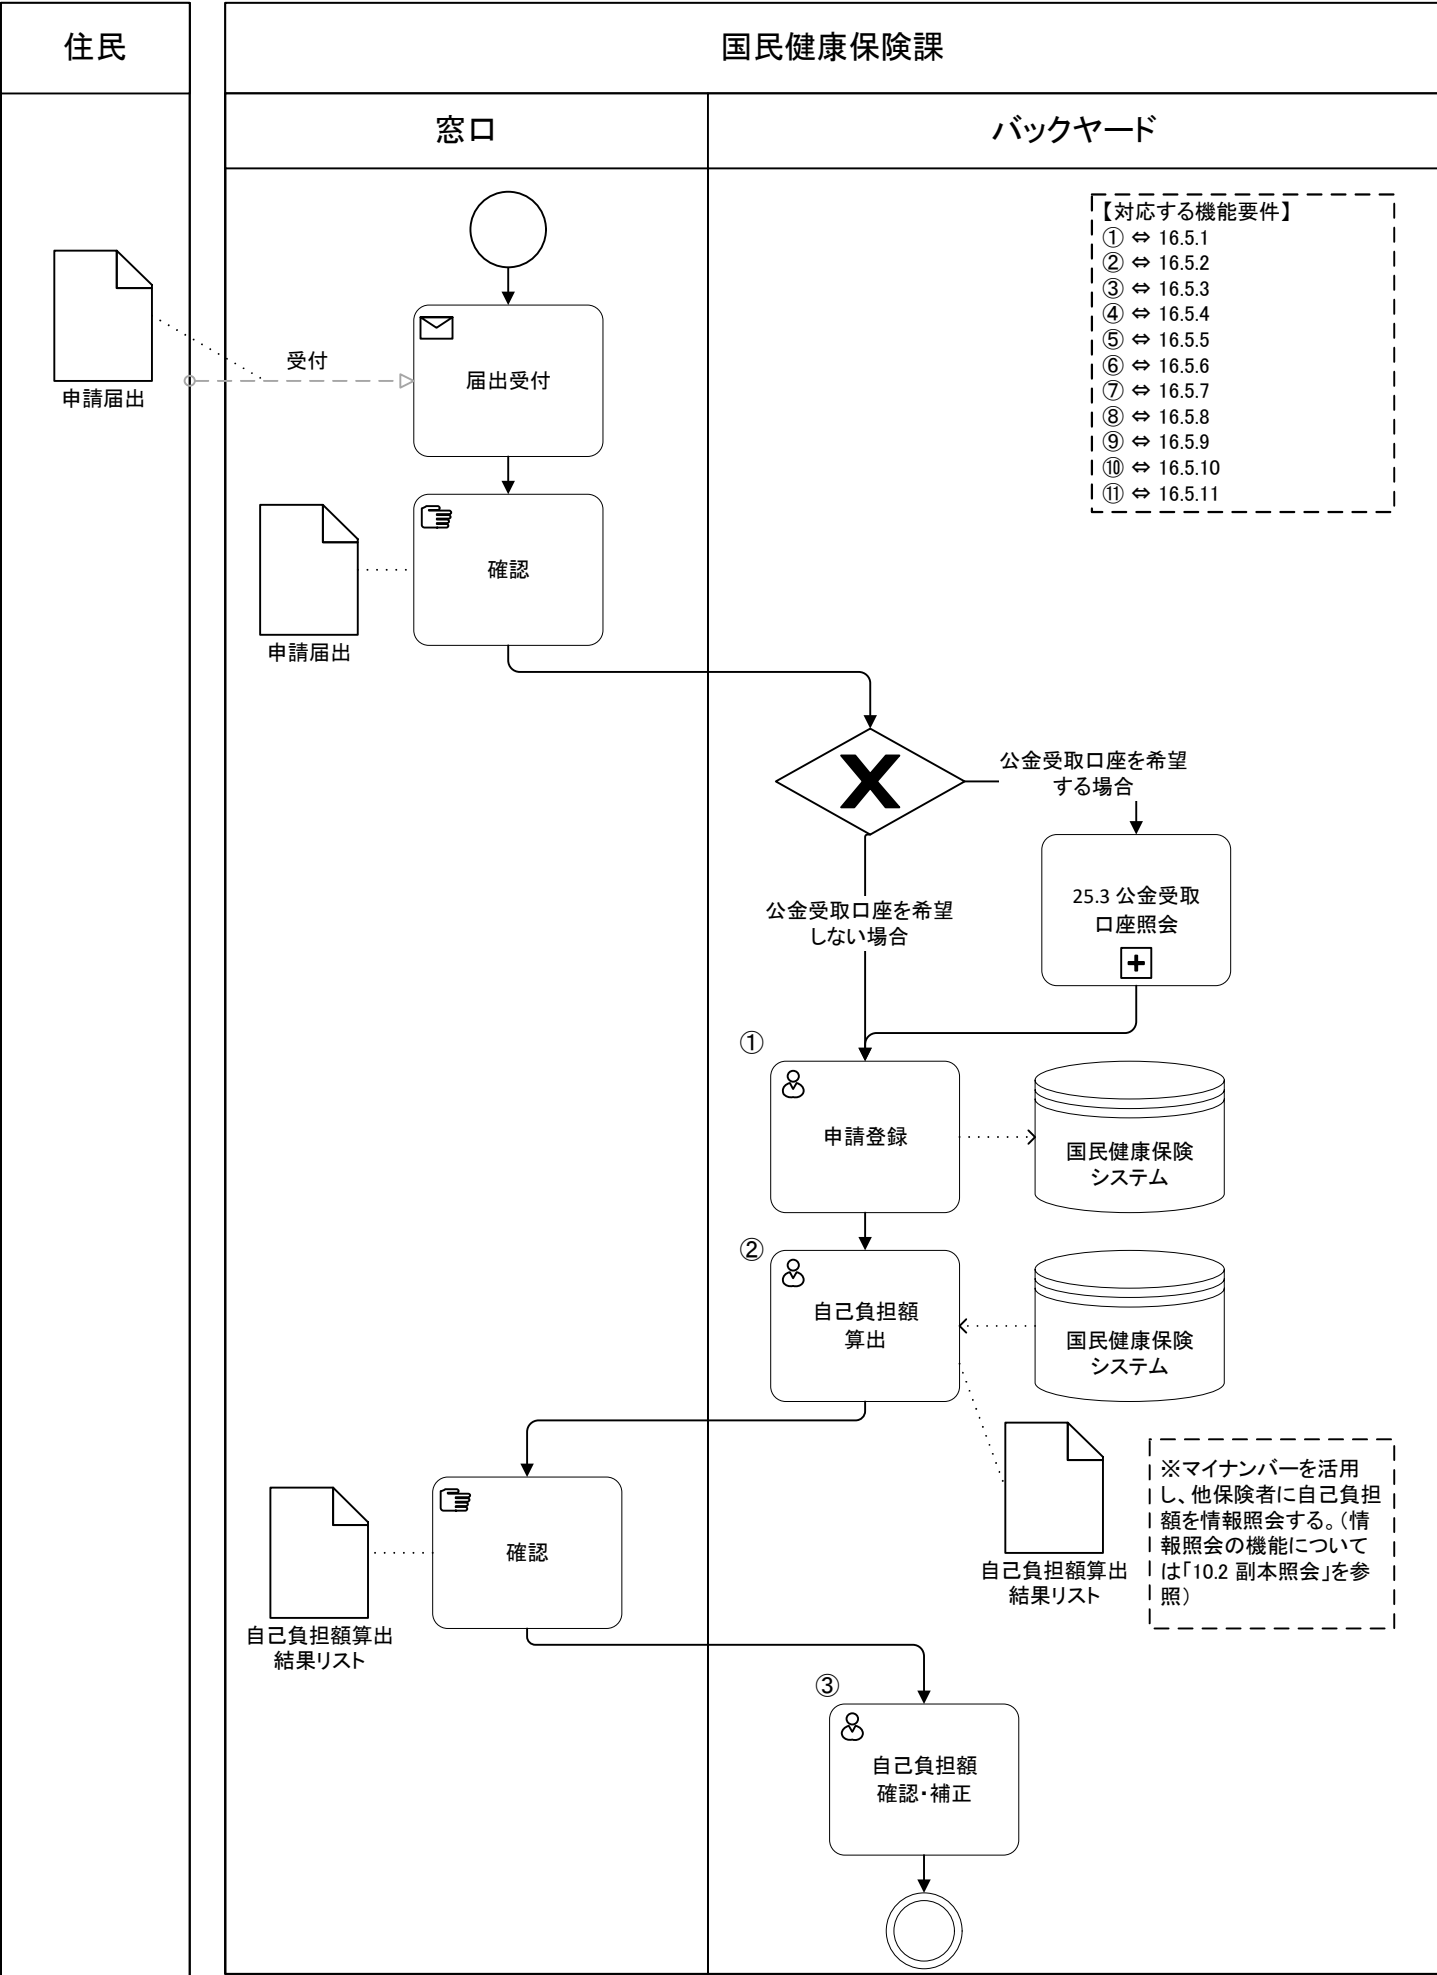 住民
国民健康保険課
窓口
バックヤード
【対応する機能要件】
① ⇔ 16.5.1
② ⇔ 16.5.2
③ ⇔ 16.5.3
④ ⇔ 16.5.4
⑤ ⇔ 16.5.5
⑥ ⇔ 16.5.6
⑦ ⇔ 16.5.7
⑧ ⇔ 16.5.8
⑨ ⇔ 16.5.9
⑩ ⇔ 16.5.10
⑪ ⇔ 16.5.11
申請届出
受付
届出受付
確認
申請届出
公金受取口座を希望
する場合
公金受取口座を希望
しない場合
25.3 公金受取
口座照会
①
申請登録
国民健康保険
システム
②
自己負担額
算出
国民健康保険
システム
自己負担額算出
結果リスト
※マイナンバーを活用
し、他保険者に自己負担
額を情報照会する。(情
報照会の機能について
は「10.2 副本照会」を参
照)
確認
自己負担額算出
結果リスト
③
自己負担額
確認・補正